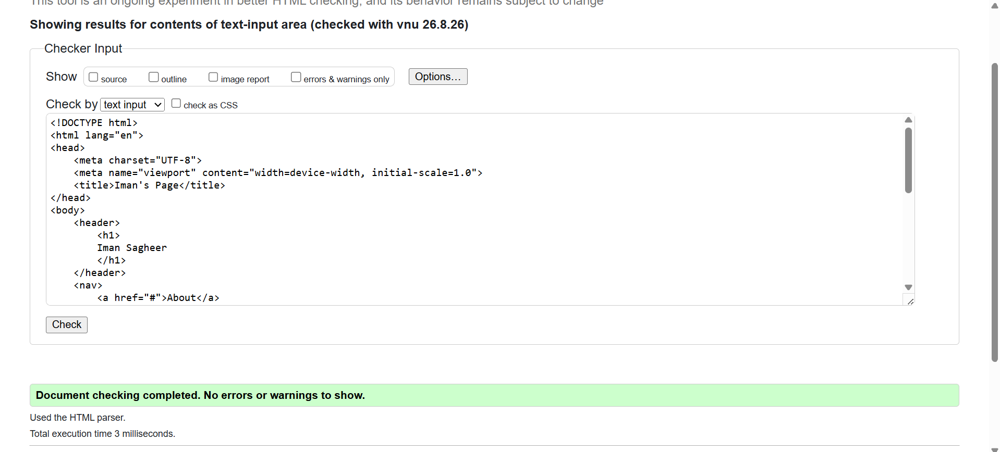 This tool is an ongoing experiment in better HTML checking, and its behavior remains subject to change
Showing results for contents of text-input area (checked with vnu 26.8.26)
Checker Input
Show source outline image report errors & warnings only Options…
Check by text input check as CSS
<!DOCTYPE html>
<html lang="en">
<head>
    <meta charset="UTF-8">
    <meta name="viewport" content="width=device-width, initial-scale=1.0">
    <title>Iman's Page</title>
</head>
<body>
    <header>
        <h1>
        Iman Sagheer
        </h1>
    </header>
    <nav>
        <a href="#">About</a>
Check
Document checking completed. No errors or warnings to show.
Used the HTML parser.
Total execution time 3 milliseconds.